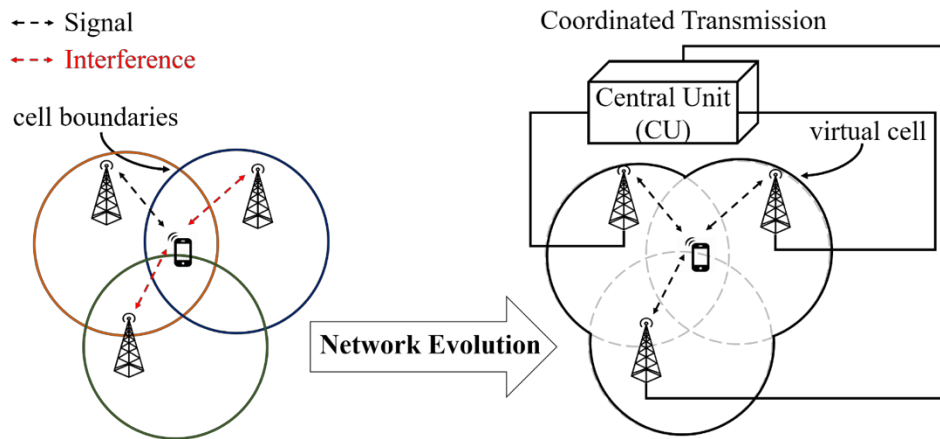 Signal
Interference
cell boundaries
Network Evolution
Coordinated Transmission
Central Unit
(CU)
virtual cell